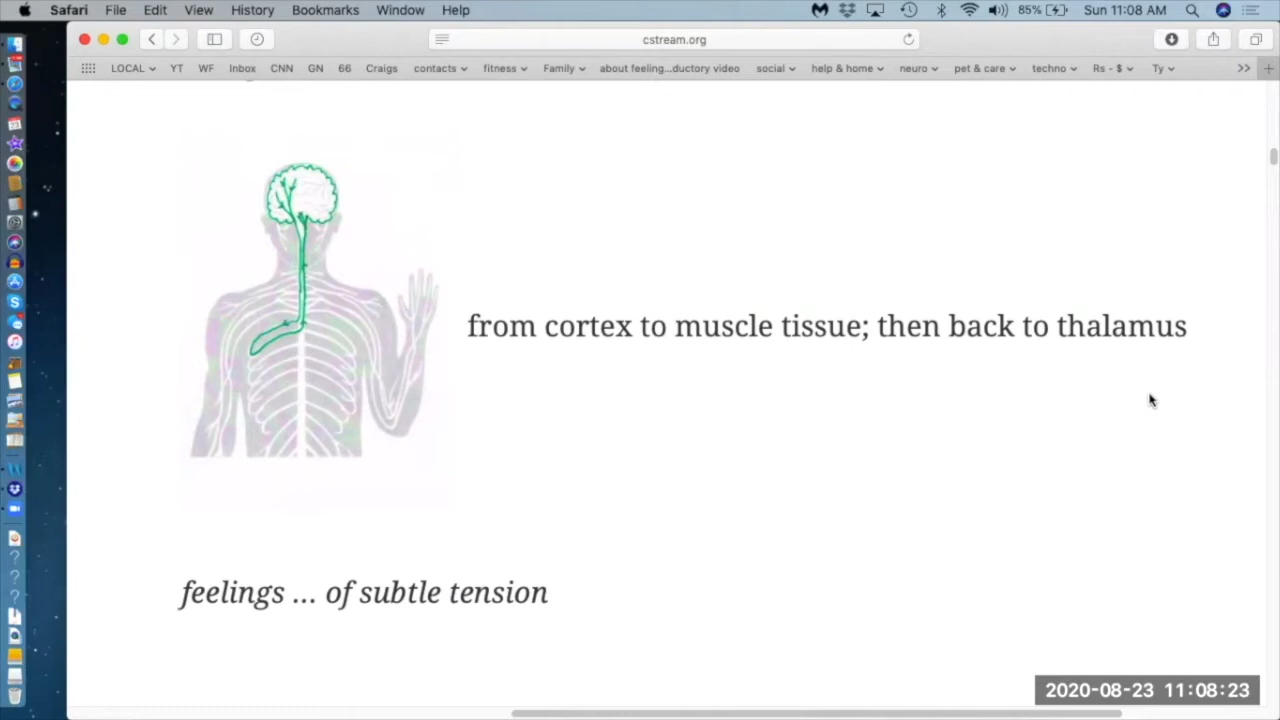 Safari File Edit View History Bookmarks Window Help 85% Sun 11:08 AM
cstream.org
LOCAL YT WF Inbox CNN GN 66 Craigs contacts fitness Family about feeling...ductory video social help & home neuro pet & care techno Rs - $ Ty >> +
from cortex to muscle tissue; then back to thalamus
feelings ... of subtle tension
2020-08-23 11:08:23